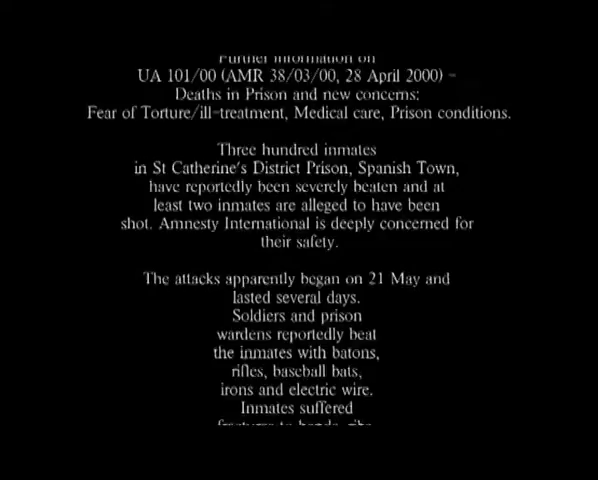 Further information on
UA 101/00 (AMR 38/03/00, 28 April 2000) -
Deaths in Prison and new concerns:
Fear of Torture/ill-treatment, Medical care, Prison conditions.
Three hundred inmates
in St Catherine's District Prison, Spanish Town,
have reportedly been severely beaten and at
least two inmates are alleged to have been
shot. Amnesty International is deeply concerned for
their safety.
The attacks apparently began on 21 May and
lasted several days.
Soldiers and prison
wardens reportedly beat
the inmates with batons,
rifles, baseball bats,
irons and electric wire.
Inmates suffered